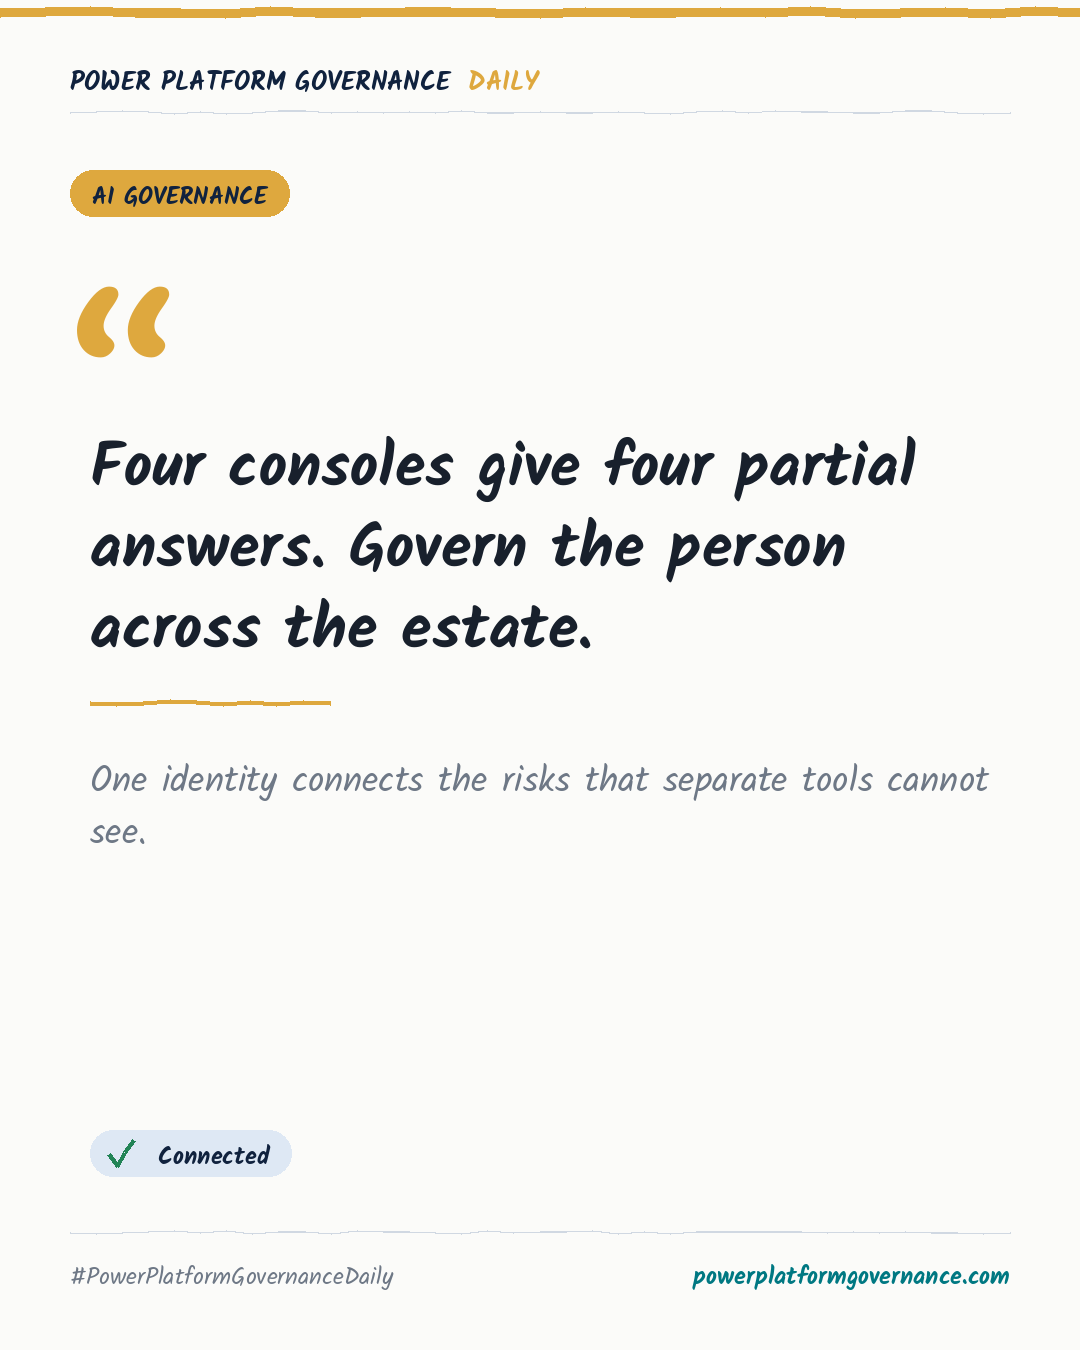 POWER PLATFORM GOVERNANCE DAILY
AI GOVERNANCE
“
Four consoles give four partial
answers. Govern the person
across the estate.
One identity connects the risks that separate tools cannot
see.
✓ Connected
#PowerPlatformGovernanceDaily
powerplatformgovernance.com